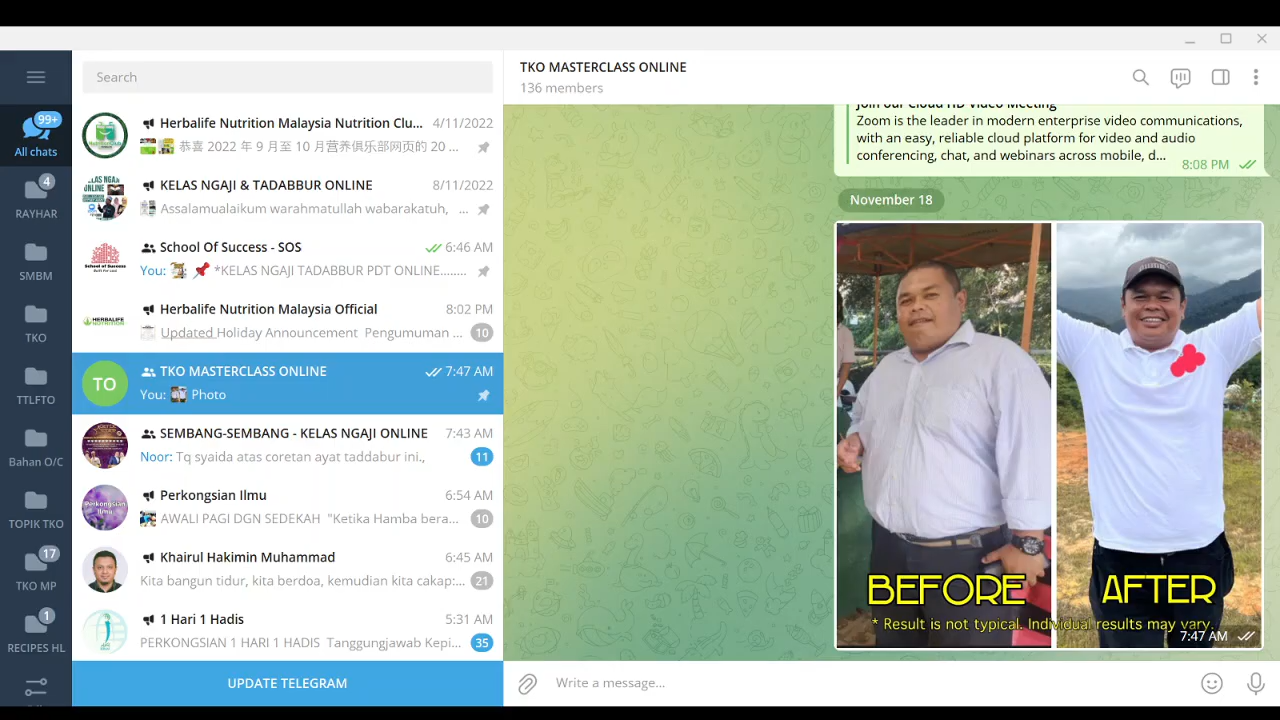 Search
99+
All chats
4
RAYHAR
SMBM
TKO
TTLFTO
Bahan O/C
TOPIK TKO
17
TKO MP
1
RECIPES HL
Herbalife Nutrition Malaysia Nutrition Clu... 4/11/2022
恭喜 2022 年 9 月至 10 月营养俱乐部网页的 20 ...
KELAS NGAJI & TADABBUR ONLINE 8/11/2022
Assalamualaikum warahmatullah wabarakatuh, ...
School Of Success - SOS 6:46 AM
You: *KELAS NGAJI TADABBUR PDT ONLINE........
Herbalife Nutrition Malaysia Official 8:02 PM
Updated Holiday Announcement Pengumuman ... 10
TO
TKO MASTERCLASS ONLINE 7:47 AM
You: Photo
SEMBANG-SEMBANG - KELAS NGAJI ONLINE 7:43 AM
Noor: Tq syaida atas coretan ayat taddabur ini., 11
Perkongsian Ilmu 6:54 AM
AWALI PAGI DGN SEDEKAH "Ketika Hamba bera... 10
Khairul Hakimin Muhammad 6:45 AM
Kita bangun tidur, kita berdoa, kemudian kita cakap:... 21
1 Hari 1 Hadis 5:31 AM
PERKONGSIAN 1 HARI 1 HADIS Tanggungjawab Kepi... 35
UPDATE TELEGRAM
TKO MASTERCLASS ONLINE
136 members
Join our Cloud HD Video Meeting
Zoom is the leader in modern enterprise video communications,
with an easy, reliable cloud platform for video and audio
conferencing, chat, and webinars across mobile, d...
8:08 PM
November 18
BEFORE AFTER
* Result is not typical. Individual results may vary.
7:47 AM
Write a message...